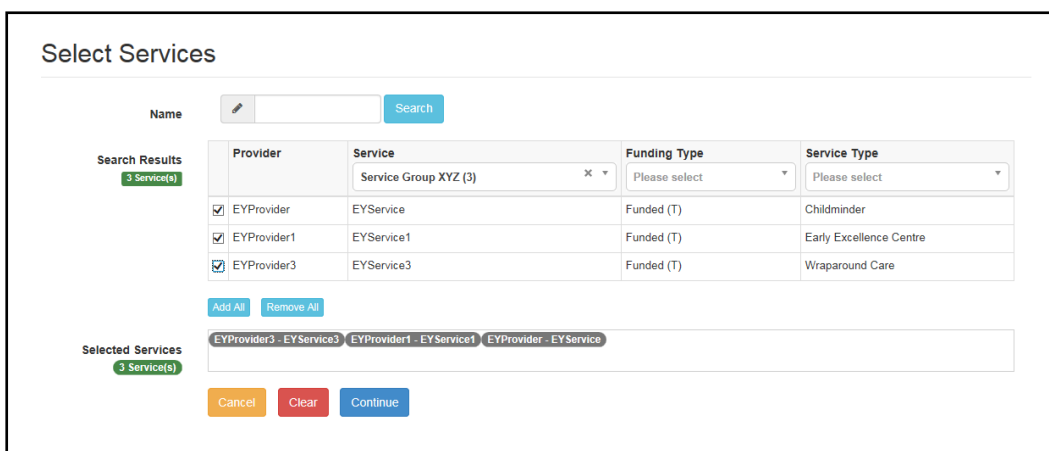 Select Services
Name Search
Search Results
3 Service(s)
Provider Service Funding Type Service Type
Service Group XYZ (3) × Please select Please select
EYProvider EYService Funded (T) Childminder
EYProvider1 EYService1 Funded (T) Early Excellence Centre
EYProvider3 EYService3 Funded (T) Wraparound Care
Add All Remove All
Selected Services
3 Service(s)
EYProvider3 - EYService3 EYProvider1 - EYService1 EYProvider - EYService
Cancel Clear Continue